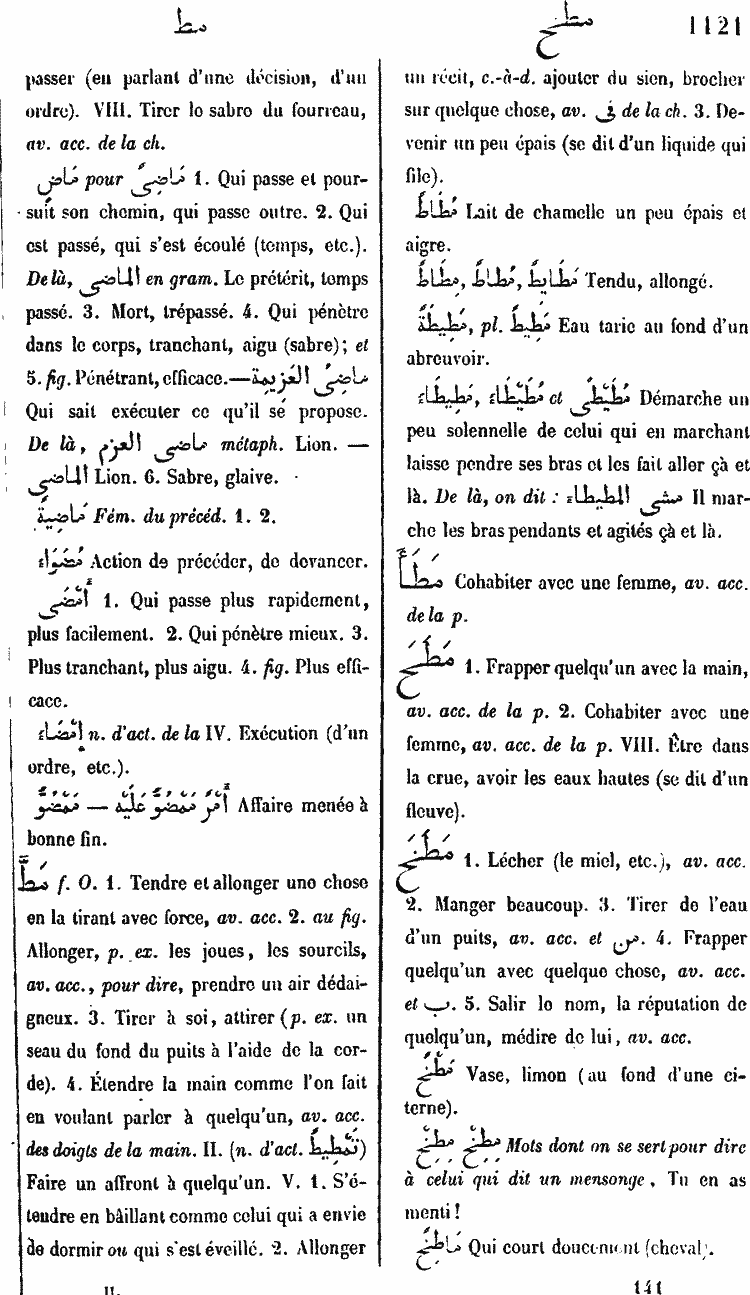 مط
مطخ 1121
passer (en parlant d'une décision, d'un
ordre). VIII. Tirer le sabre du fourreau,
av. acc. de la ch.
مَاضٍ pour مَاضِىٌ 1. Qui passe et pour-
suit son chemin, qui passe outre. 2. Qui
est passé, qui s'est écoulé (temps, etc.).
De là, الماضى en gram. Le prétérit, temps
passé. 3. Mort, trépassé. 4. Qui pénètre
dans le corps, tranchant, aigu (sabre); et
5. fig. Pénétrant, efficace.—مَاضِىُ العَزِيمة
Qui sait exécuter ce qu'il se propose.
De là, ماضى العزم métaph. Lion. —
الماضِى Lion. 6. Sabre, glaive.
مَاضِيَةٌ Fém. du précéd. 1. 2.
مُضَوَاء Action de précéder, de devancer.
أَمْضَى 1. Qui passe plus rapidement,
plus facilement. 2. Qui pénètre mieux. 3.
Plus tranchant, plus aigu. 4. fig. Plus effi-
cace.
إِمْضَاء n. d'act. de la IV. Exécution (d'un
ordre, etc.).
أَمْرٌ مَمْضُوٌّ عَلَيْهِ — مَمْضُوٌّ Affaire menée à
bonne fin.
مَطَّ f. O. 1. Tendre et allonger une chose
en la tirant avec force, av. acc. 2. au fig.
Allonger, p. ex. les joues, les sourcils,
av. acc., pour dire, prendre un air dédai-
gneux. 3. Tirer à soi, attirer (p. ex. un
seau du fond du puits à l'aide de la cor-
de). 4. Étendre la main comme l'on fait
en voulant parler à quelqu'un, av. acc.
des doigts de la main. II. (n. d'act. تَمْطِيطٌ)
Faire un affront à quelqu'un. V. 1. S'é-
tendre en bâillant comme celui qui a envie
de dormir ou qui s'est éveillé. 2. Allonger
II.
un récit, c.-à-d. ajouter du sien, brocher
sur quelque chose, av. فى de la ch. 3. De-
venir un peu épais (se dit d'un liquide qui
file).
مُطَاطٌ Lait de chamelle un peu épais et
aigre.
مَطَايِطُ, مُطَاطٌ, مِطَاطٌ Tendu, allongé.
مَطِيطَةٌ, pl. مَطِيطٌ Eau tarie au fond d'un
abreuvoir.
مُطَيْطَاء, مَطِيطَاء et مُطَيْطَى Démarche un
peu solennelle de celui qui en marchant
laisse pendre ses bras et les fait aller çà et
là. De là, on dit : مشى المطيطاء Il mar-
che les bras pendants et agités çà et là.
مَطَأَ Cohabiter avec une femme, av. acc.
de la p.
مَطَحَ 1. Frapper quelqu'un avec la main,
av. acc. de la p. 2. Cohabiter avec une
femme, av. acc. de la p. VIII. Être dans
la crue, avoir les eaux hautes (se dit d'un
fleuve).
مَطَخَ 1. Lécher (le miel, etc.), av. acc.
2. Manger beaucoup. 3. Tirer de l'eau
d'un puits, av. acc. et من. 4. Frapper
quelqu'un avec quelque chose, av. acc.
et ب. 5. Salir le nom, la réputation de
quelqu'un, médire de lui, av. acc.
مَطْخٌ Vase, limon (au fond d'une ci-
terne).
مِطِخْ مِطِخْ Mots dont on se sert pour dire
à celui qui dit un mensonge, Tu en as
menti!
مَاطِخٌ Qui court doucement (cheval).
141